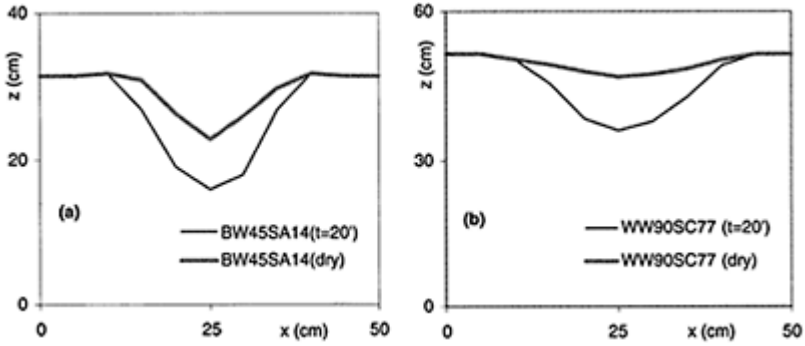 40
z (cm)
20
(a)
BW45SA14(t=20')
BW45SA14(dry)
0
0 25 x (cm) 50
60
z (cm)
30
(b)
WW90SC77 (t=20')
WW90SC77 (dry)
0
0 25 x (cm) 50